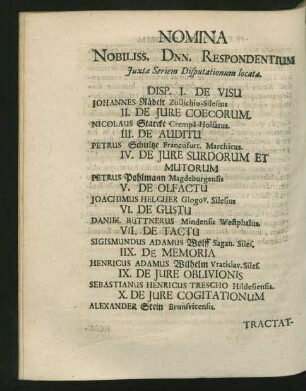 NOMINA
NOBILISS. DNN. RESPONDENTIUM
Juxta Seriem Disputationum locata.
DISP. I. DE VISU
JOHANNES Rådelt Züllichio-Silesius
II. DE JURE COECORUM.
NICOLAUS Starcke Crempâ-Holsatus.
III. DE AUDITU
PETRUS Schultze Francofurt. Marchicus.
IV. DE JURE SURDORUM ET
MUTORUM
PETRUS Pohlmann Magdeburgensis
V. DE OLFACTU
JOACHIMUS HELCHER Glogov. Silesius
VI. DE GUSTU
DANIEL BÜTTNERUS Mindensis Westphalus.
VII. DE TACTU
SIGISMUNDUS ADAMUS Wolff Sagan. Siles.
IIX. DE MEMORIA
HENRICUS ADAMUS Wilhelm Vratislav. Siles.
IX. DE JURE OBLIVIONIS
SEBASTIANUS HENRICUS TRESCHO Hildesiensis.
X. DE JURE COGITATIONUM
ALEXANDER Stein Brunsvicensis.
TRACTAT-